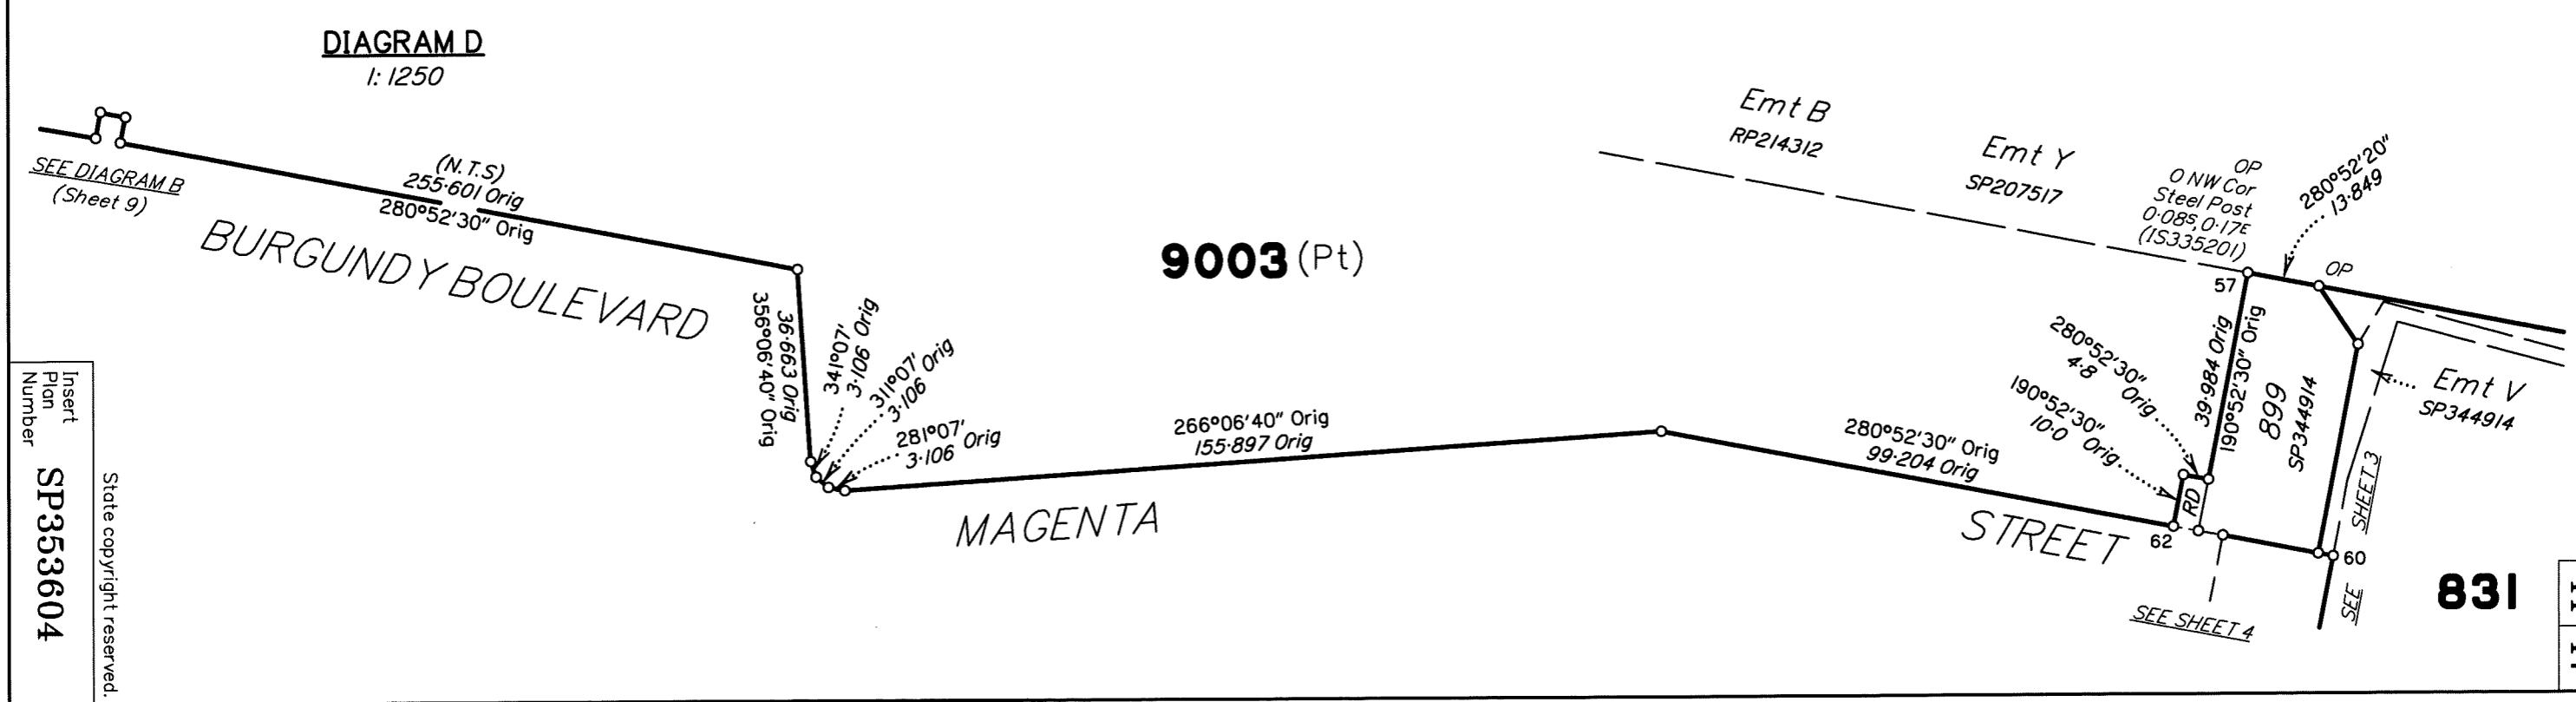 DIAGRAM D
1: 1250
SEE DIAGRAM B
(Sheet 9)
(N.T.S)
255·601 Orig
280°52'30" Orig
BURGUNDY BOULEVARD
36·663 Orig
356°06'40" Orig
341°07'
3·106 Orig
311°07' Orig
3·106
281°07' Orig
3·106
9003 (Pt)
266°06'40" Orig
155·897 Orig
MAGENTA
STREET
280°52'30" Orig
99·204 Orig
Emt B
RP214312
Emt Y
SP207517
OP
O NW Cor
Steel Post
0·08S, 0·17E
(IS335201)
280°52'20"
13·849
57
OP
280°52'30" Orig
4·8
190°52'30" Orig
10·0
39·984 Orig
190°52'30" Orig
899
SP344914
Emt V
SP344914
RD
62
60
SEE SHEET 3
SEE SHEET 4
831
Insert
Plan
Number
SP353604
State copyright reserved.